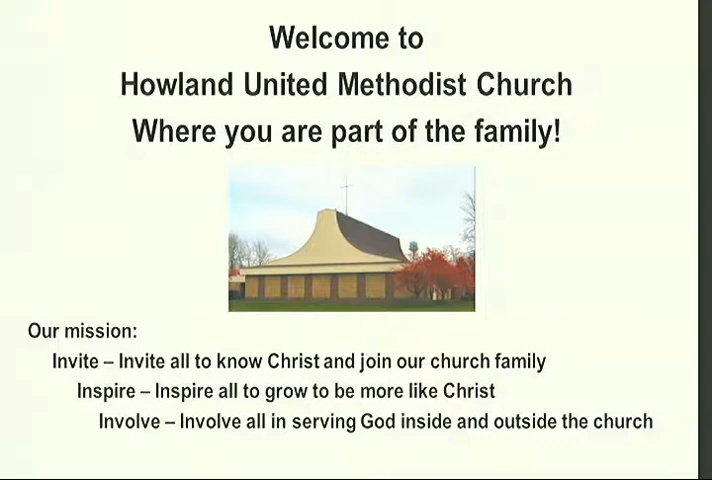 Welcome to
Howland United Methodist Church
Where you are part of the family!
Our mission:
Invite – Invite all to know Christ and join our church family
Inspire – Inspire all to grow to be more like Christ
Involve – Involve all in serving God inside and outside the church